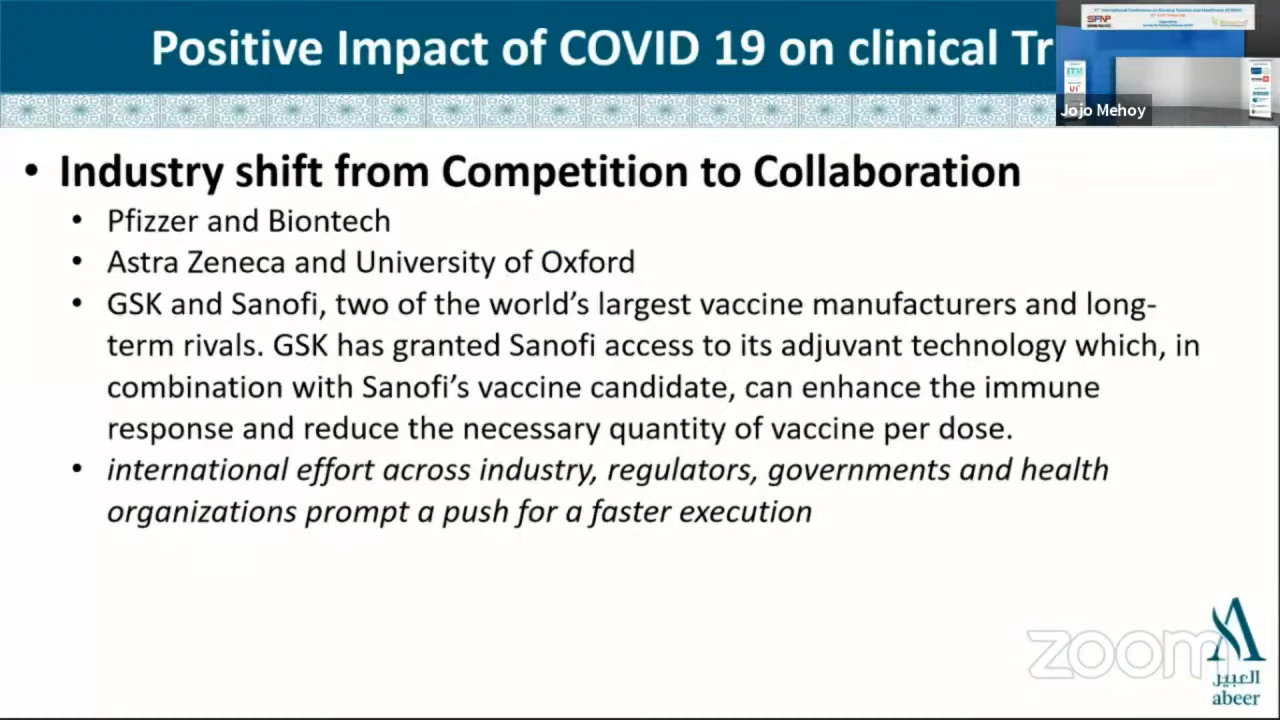 Positive Impact of COVID 19 on clinical Tr
SFNP
Jojo Mehoy
• Industry shift from Competition to Collaboration
• Pfizzer and Biontech
• Astra Zeneca and University of Oxford
• GSK and Sanofi, two of the world’s largest vaccine manufacturers and long-
term rivals. GSK has granted Sanofi access to its adjuvant technology which, in
combination with Sanofi’s vaccine candidate, can enhance the immune
response and reduce the necessary quantity of vaccine per dose.
• international effort across industry, regulators, governments and health
organizations prompt a push for a faster execution
zoom
العبير
abeer